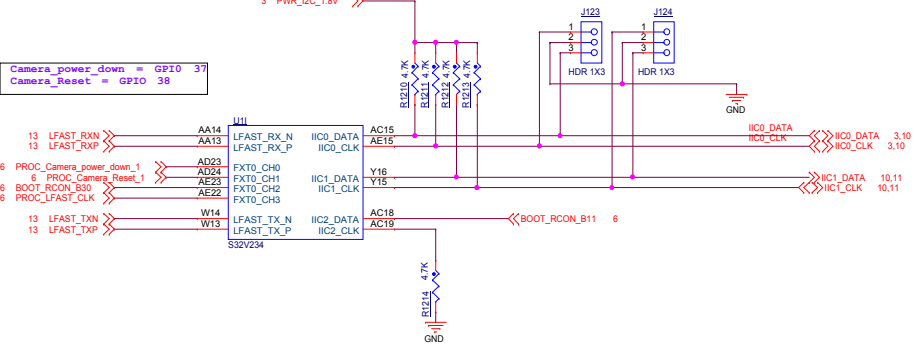 3 PWR_I2C_1.8V
J123
J124
1
2
3
1
2
3
HDR 1X3
HDR 1X3
R1210 4.7K
R1211 4.7K
R1212 4.7K
R1213 4.7K
Camera_power_down = GPI0 37
Camera_Reset = GPIO 38
GND
U1I
13 LFAST_RXN
AA14
LFAST_RX_N
IIC0_DATA
AC15
IIC0_DATA
IIC0_DATA 3,10
13 LFAST_RXP
AA13
LFAST_RX_P
IIC0_CLK
AE15
IIC0_CLK
IIC0_CLK 3,10
6 PROC_Camera_power_down_1
AD23
FXT0_CH0
6 PROC_Camera_Reset_1
AD24
FXT0_CH1
IIC1_DATA
Y16
IIC1_DATA 10,11
6 BOOT_RCON_B30
AE23
FXT0_CH2
IIC1_CLK
Y15
IIC1_CLK 10,11
6 PROC_LFAST_CLK
AE22
FXT0_CH3
13 LFAST_TXN
W14
LFAST_TX_N
IIC2_DATA
AC18
BOOT_RCON_B11 6
13 LFAST_TXP
W13
LFAST_TX_P
IIC2_CLK
AC19
S32V234
R1214 4.7K
GND